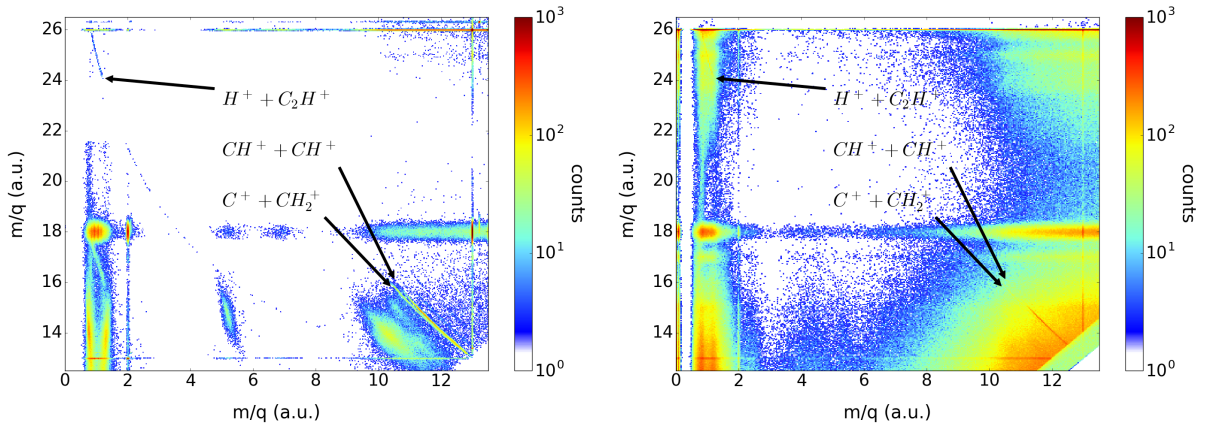 26
24
22
20
18
16
14
m/q (a.u.)
0 2 4 6 8 10 12
m/q (a.u.)
H⁺ + C₂H⁺
CH⁺ + CH⁺
C⁺ + CH₂⁺
10³
10²
10¹
10⁰
counts
26
24
22
20
18
16
14
m/q (a.u.)
0 2 4 6 8 10 12
m/q (a.u.)
H⁺ + C₂H⁺
CH⁺ + CH⁺
C⁺ + CH₂⁺
10³
10²
10¹
10⁰
counts